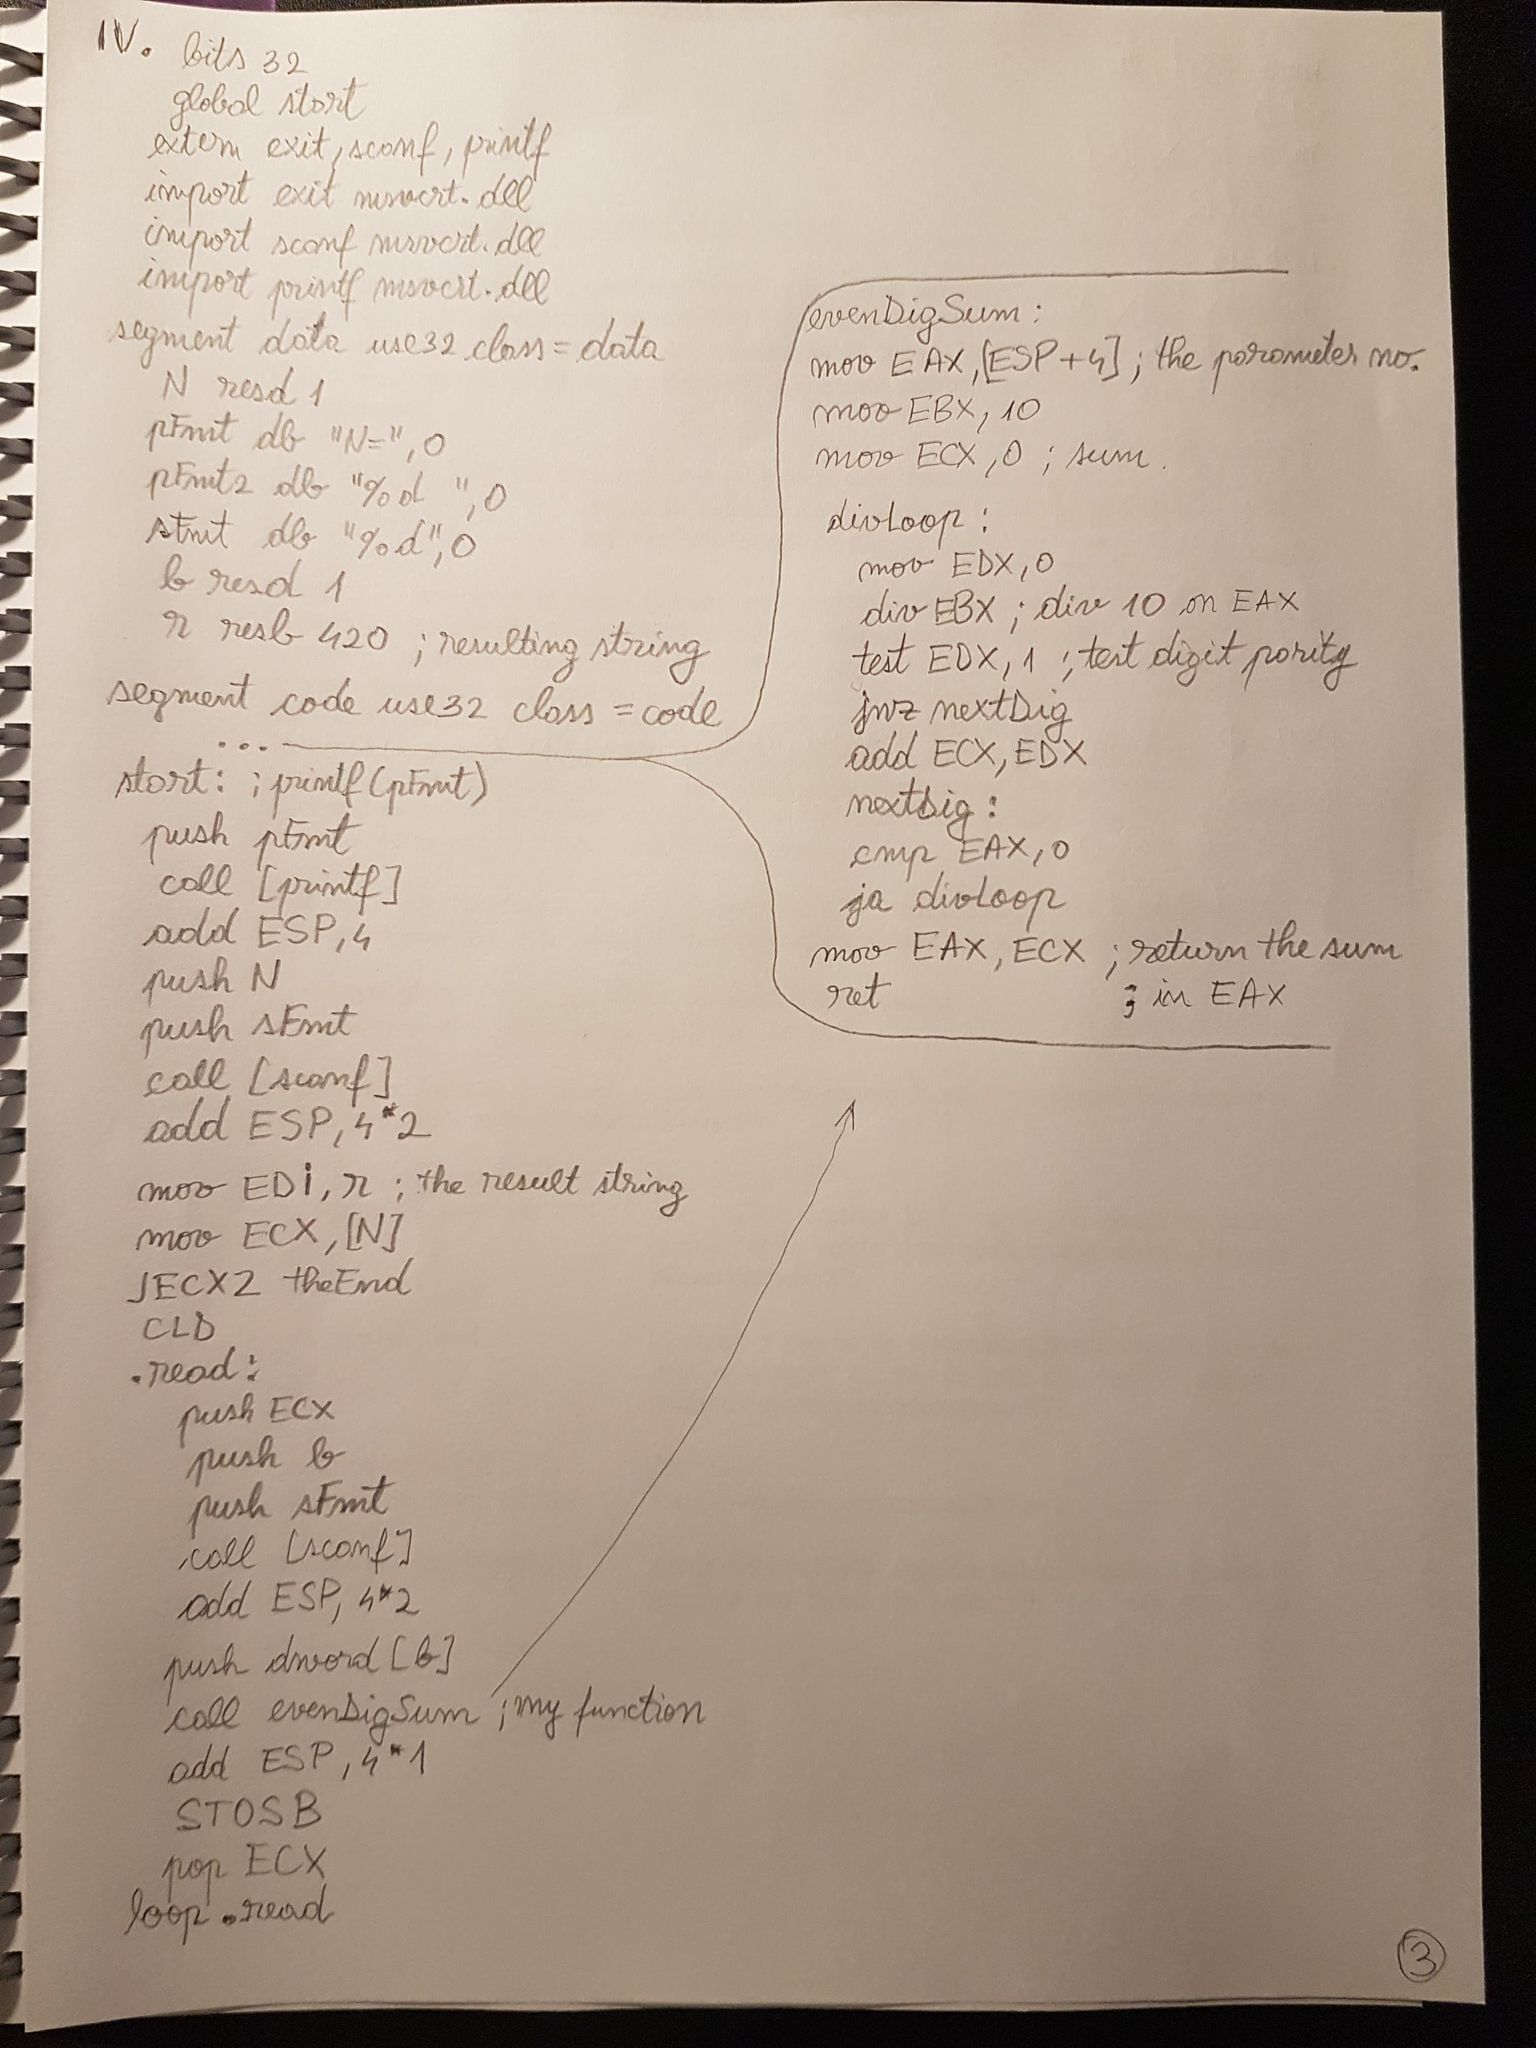 IV. bits 32
global start
extern exit, scanf, printf
import exit msvcrt.dll
import scanf msvcrt.dll
import printf msvcrt.dll
segment data use32 class=data
N resd 1
pFmt db "N=",0
pFmt2 db "%d ",0
sFmt db "%d",0
b resd 1
r resb 420 ; resulting string
segment code use32 class=code
...
start: ; printf(pFmt)
push pFmt
call [printf]
add ESP,4
push N
push sFmt
call [scanf]
add ESP, 4*2
mov EDi, r ; the result string
mov ECX, [N]
JECXZ theEnd
CLD
.read:
push ECX
push b
push sFmt
call [scanf]
add ESP, 4*2
push dword [b]
call evenDigSum ; my function
add ESP, 4*1
STOSB
pop ECX
loop .read
evenDigSum:
mov EAX, [ESP+4] ; the parameter no.
mov EBX, 10
mov ECX, 0 ; sum.
divLoop:
mov EDX, 0
div EBX ; div 10 on EAX
test EDX, 1 ; test digit parity
jnz nextDig
add ECX, EDX
nextDig:
cmp EAX, 0
ja divLoop
mov EAX, ECX ; return the sum
ret ; in EAX
3